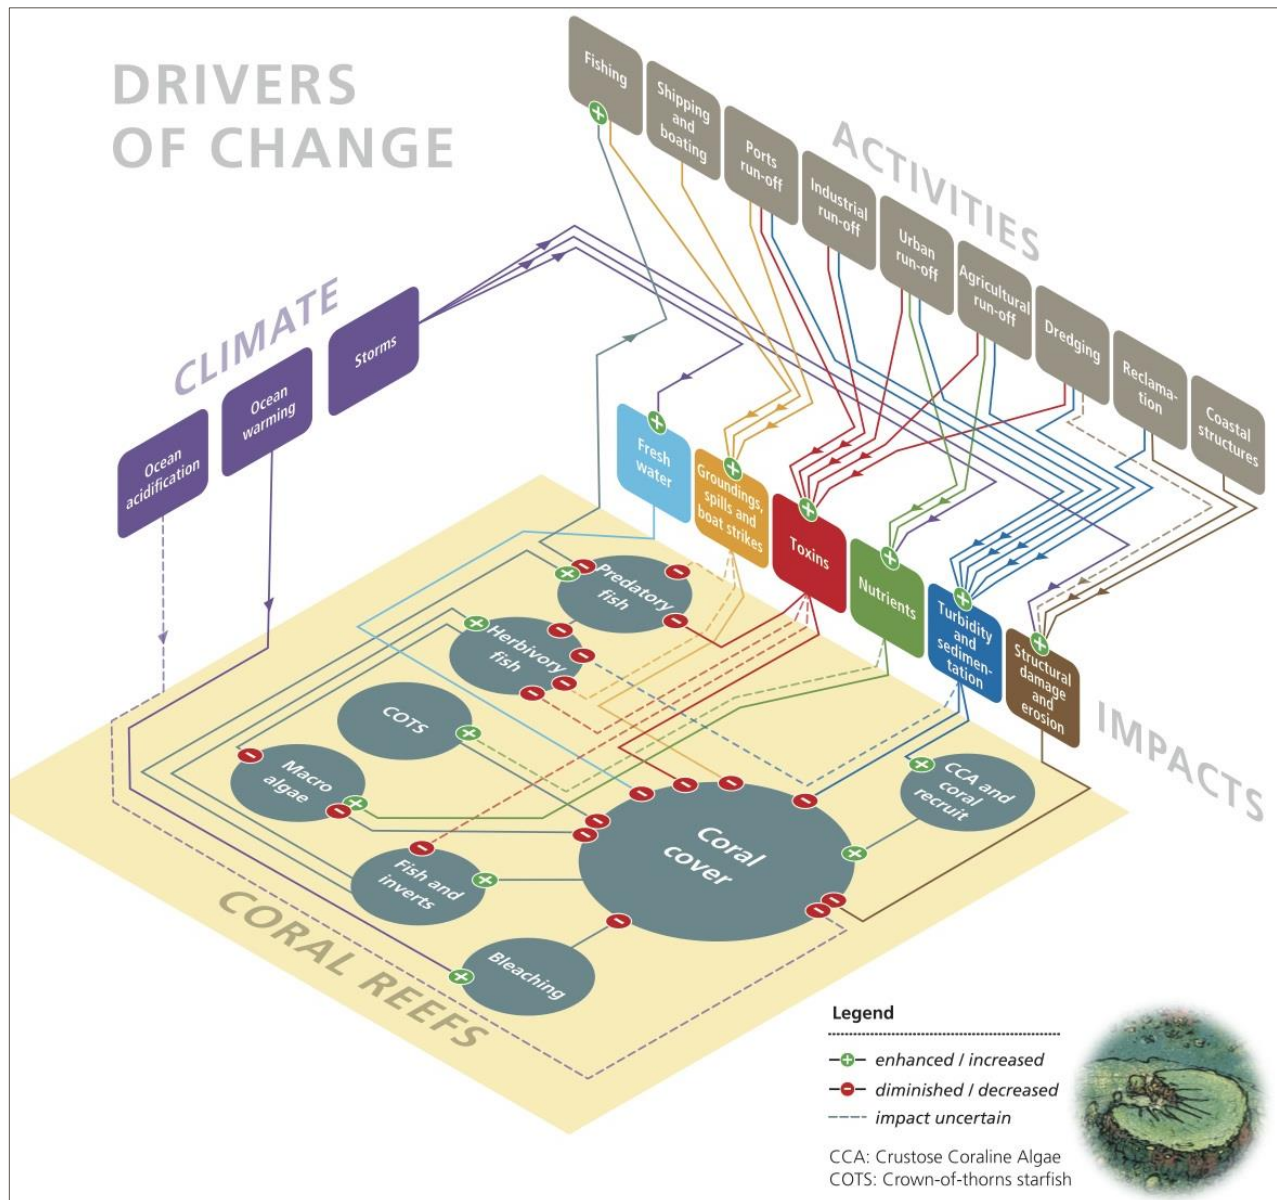 DRIVERS
OF CHANGE
ACTIVITIES
Fishing
Shipping
and
boating
Ports
run-off
Industrial
run-off
Urban
run-off
Agricultural
run-off
Dredging
Reclama-
tion
Coastal
structures
CLIMATE
Storms
Ocean
warming
Ocean
acidification
Fresh
water
Groundings,
spills and
boat strikes
Toxins
Nutrients
Turbidity
and
sedimen-
tation
Structural
damage
and
erosion
IMPACTS
Predatory
fish
Herbivory
fish
COTS
Macro
algae
Fish and
inverts
Bleaching
Coral
cover
CCA and
coral
recruit
CORAL REEFS
Legend
enhanced / increased
diminished / decreased
impact uncertain
CCA: Crustose Coraline Algae
COTS: Crown-of-thorns starfish